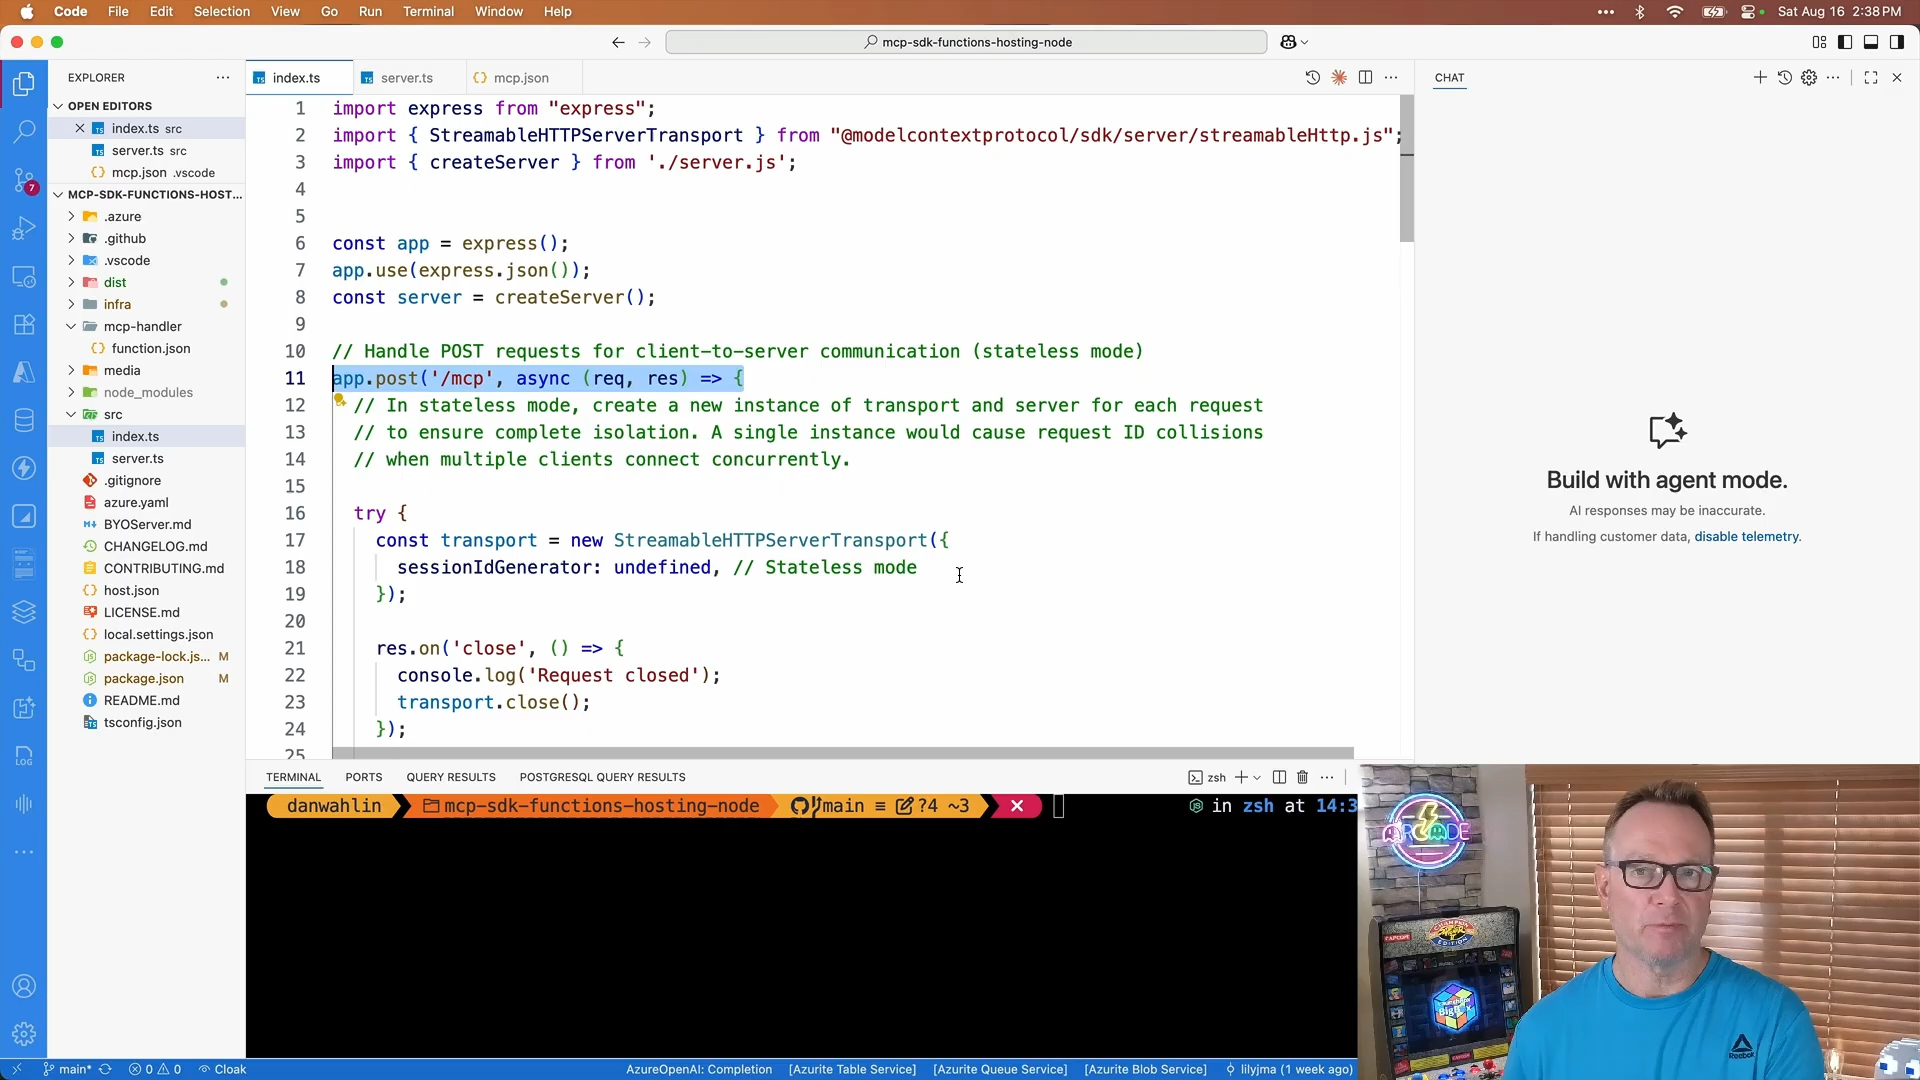 Code File Edit Selection View Go Run Terminal Window Help
Sat Aug 16 2:38 PM
mcp-sdk-functions-hosting-node
EXPLORER
OPEN EDITORS
index.ts src
server.ts src
mcp.json .vscode
MCP-SDK-FUNCTIONS-HOST...
.azure
.github
.vscode
dist
infra
mcp-handler
function.json
media
node_modules
src
index.ts
server.ts
.gitignore
azure.yaml
BYOServer.md
CHANGELOG.md
CONTRIBUTING.md
host.json
LICENSE.md
local.settings.json
package-lock.js... M
package.json M
README.md
tsconfig.json
7
LOG
index.ts server.ts mcp.json
1 import express from "express";
2 import { StreamableHTTPServerTransport } from "@modelcontextprotocol/sdk/server/streamableHttp.js";
3 import { createServer } from './server.js';
4
5
6 const app = express();
7 app.use(express.json());
8 const server = createServer();
9
10 // Handle POST requests for client-to-server communication (stateless mode)
11 app.post('/mcp', async (req, res) => {
12 // In stateless mode, create a new instance of transport and server for each request
13 // to ensure complete isolation. A single instance would cause request ID collisions
14 // when multiple clients connect concurrently.
15
16 try {
17 const transport = new StreamableHTTPServerTransport({
18 sessionIdGenerator: undefined, // Stateless mode
19 });
20
21 res.on('close', () => {
22 console.log('Request closed');
23 transport.close();
24 });
25
CHAT
Build with agent mode.
AI responses may be inaccurate.
If handling customer data, disable telemetry.
TERMINAL PORTS QUERY RESULTS POSTGRESQL QUERY RESULTS
zsh
danwahlin mcp-sdk-functions-hosting-node main ≡ ?4 ~3 in zsh at 14:3
ARCADE
CAPCOM
CHAMPION
EDITION
Reebok
main* 0 0 Cloak
AzureOpenAI: Completion [Azurite Table Service] [Azurite Queue Service] [Azurite Blob Service] lilyjma (1 week ago)